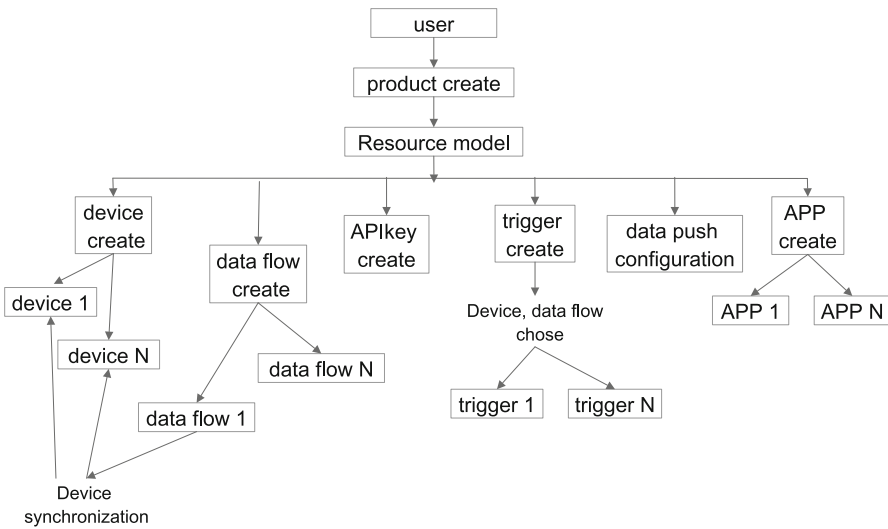 user
product create
Resource model
device
create
data flow
create
APIkey
create
trigger
create
data push
configuration
APP
create
device 1
device N
data flow N
data flow 1
Device, data flow
chose
trigger 1
trigger N
APP 1
APP N
Device
synchronization